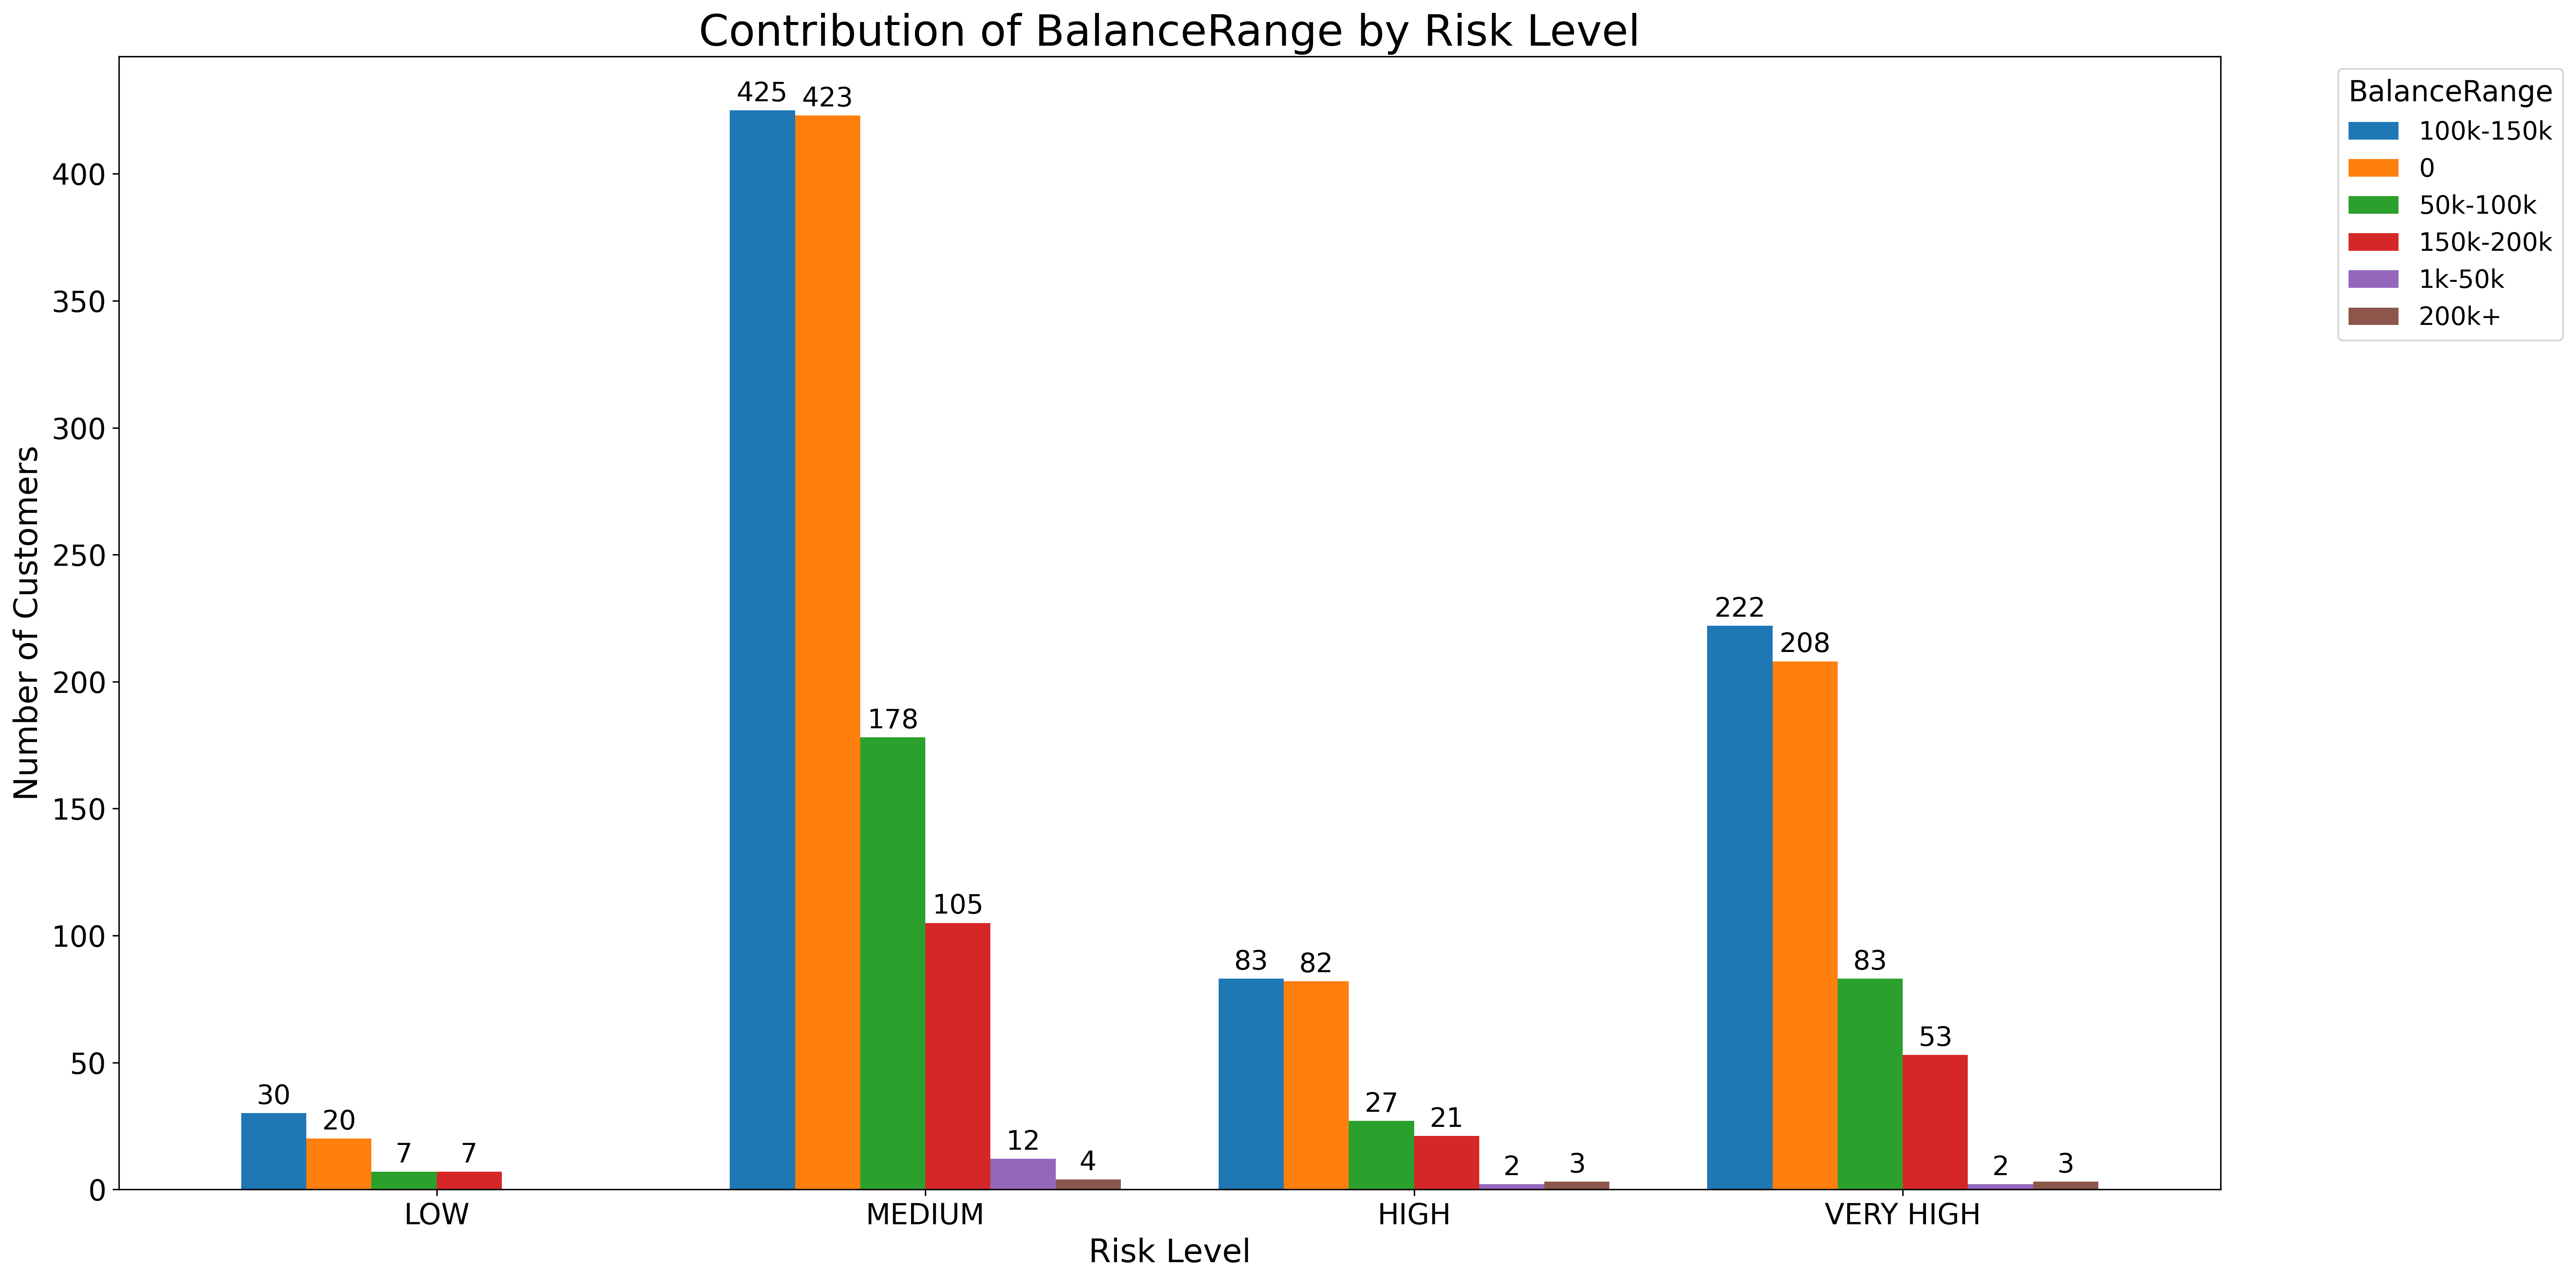 Contribution of BalanceRange by Risk Level
Number of Customers
400
350
300
250
200
150
100
50
0
30
20
7
7
425
423
178
105
12
4
83
82
27
21
2
3
222
208
83
53
2
3
LOW
MEDIUM
HIGH
VERY HIGH
Risk Level
BalanceRange
100k-150k
0
50k-100k
150k-200k
1k-50k
200k+